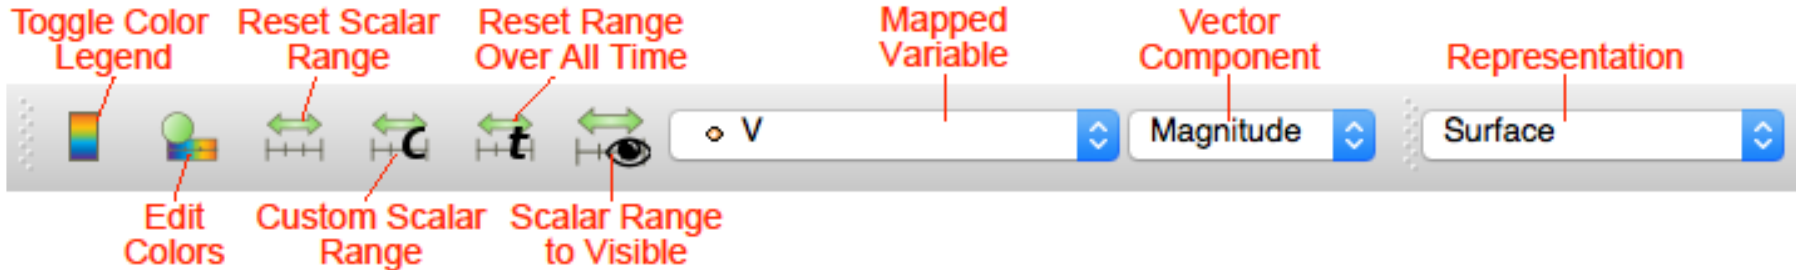 Toggle Color
Legend
Reset Scalar
Range
Reset Range
Over All Time
Mapped
Variable
Vector
Component
Representation
C
t
V
Magnitude
Surface
Edit
Colors
Custom Scalar
Range
Scalar Range
to Visible